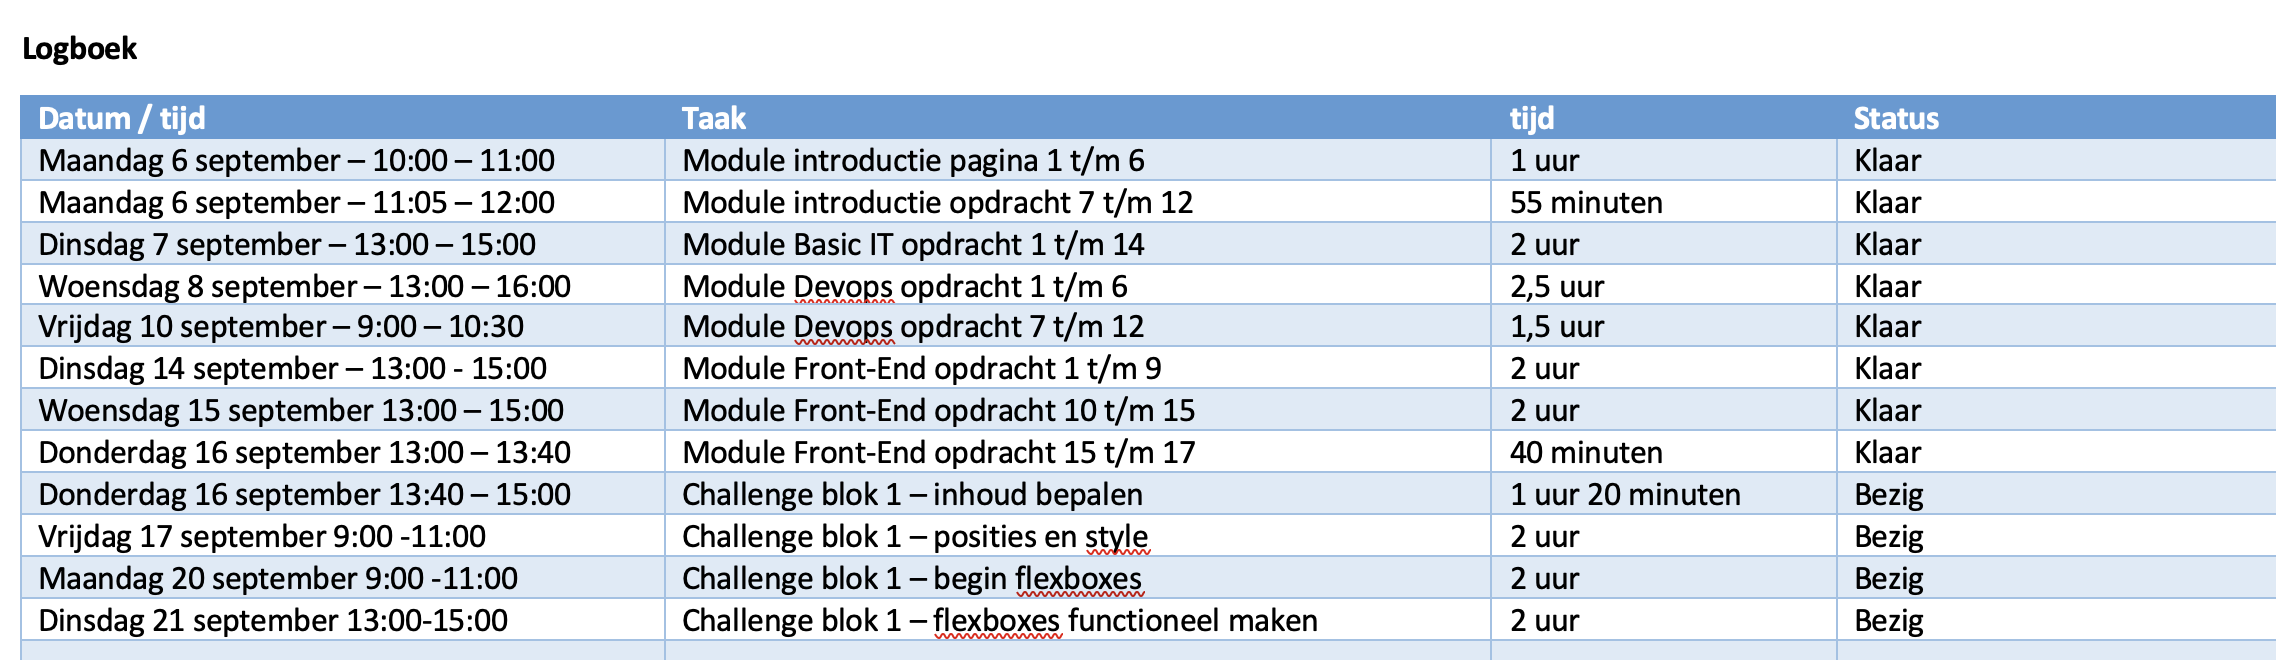 Logboek
Datum / tijd Taak tijd Status
Maandag 6 september – 10:00 – 11:00 Module introductie pagina 1 t/m 6 1 uur Klaar
Maandag 6 september – 11:05 – 12:00 Module introductie opdracht 7 t/m 12 55 minuten Klaar
Dinsdag 7 september – 13:00 – 15:00 Module Basic IT opdracht 1 t/m 14 2 uur Klaar
Woensdag 8 september – 13:00 – 16:00 Module Devops opdracht 1 t/m 6 2,5 uur Klaar
Vrijdag 10 september – 9:00 – 10:30 Module Devops opdracht 7 t/m 12 1,5 uur Klaar
Dinsdag 14 september – 13:00 - 15:00 Module Front-End opdracht 1 t/m 9 2 uur Klaar
Woensdag 15 september 13:00 – 15:00 Module Front-End opdracht 10 t/m 15 2 uur Klaar
Donderdag 16 september 13:00 – 13:40 Module Front-End opdracht 15 t/m 17 40 minuten Klaar
Donderdag 16 september 13:40 – 15:00 Challenge blok 1 – inhoud bepalen 1 uur 20 minuten Bezig
Vrijdag 17 september 9:00 -11:00 Challenge blok 1 – posities en style 2 uur Bezig
Maandag 20 september 9:00 -11:00 Challenge blok 1 – begin flexboxes 2 uur Bezig
Dinsdag 21 september 13:00-15:00 Challenge blok 1 – flexboxes functioneel maken 2 uur Bezig